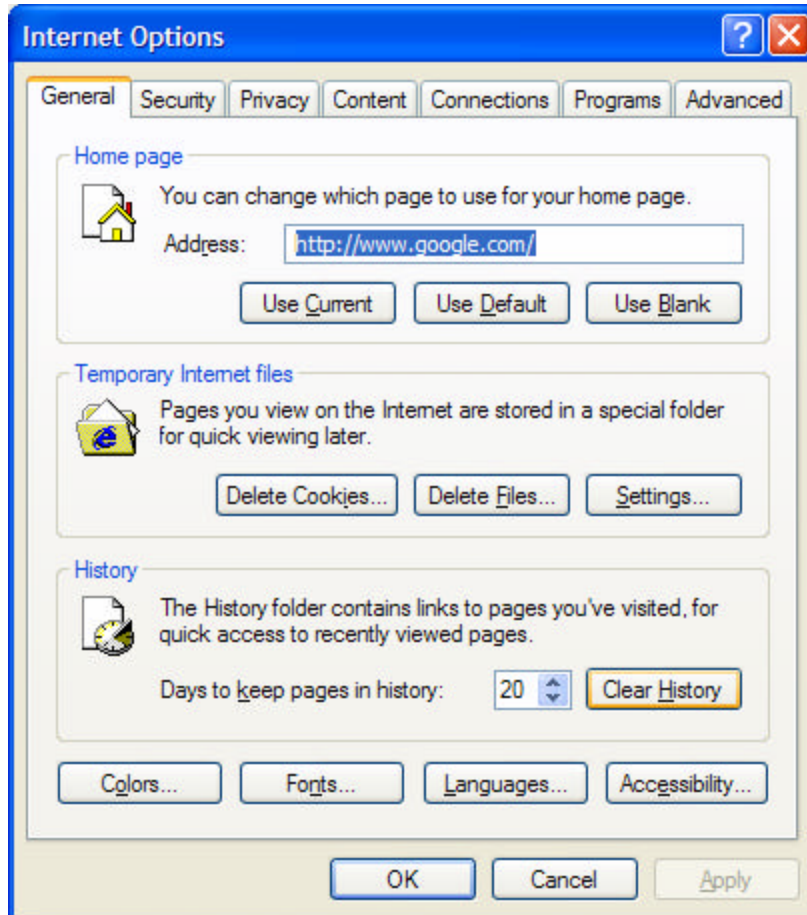 Internet Options
General Security Privacy Content Connections Programs Advanced
Home page
You can change which page to use for your home page.
Address: http://www.google.com/
Use Current Use Default Use Blank
Temporary Internet files
Pages you view on the Internet are stored in a special folder
for quick viewing later.
Delete Cookies... Delete Files... Settings...
History
The History folder contains links to pages you've visited, for
quick access to recently viewed pages.
Days to keep pages in history: 20 Clear History
Colors... Fonts... Languages... Accessibility...
OK Cancel Apply